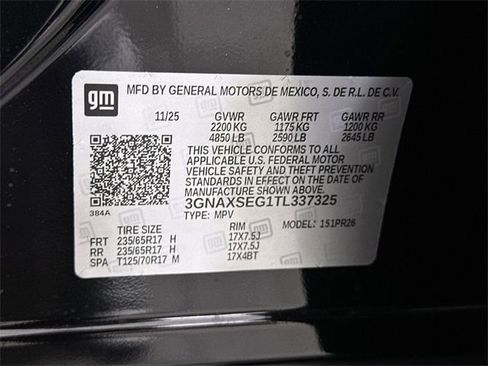 gm
MFD BY GENERAL MOTORS DE MEXICO, S. DE R.L. DE C.V.
11/25 GVWR GAWR FRT GAWR RR
2200 KG 1175 KG 1200 KG
4850 LB 2590 LB 2645 LB
THIS VEHICLE CONFORMS TO ALL
APPLICABLE U.S. FEDERAL MOTOR
VEHICLE SAFETY AND THEFT
PREVENTION STANDARDS IN EFFECT ON
THE DATE OF MANUFACTURE SHOWN ABOVE.
3GNAXSEG1TL337325
384A
TYPE: MPV MODEL: 151PR26
TIRE SIZE RIM
FRT 235/65R17 H 17X7.5J
RR 235/65R17 H 17X7.5J
SPA T125/70R17 M 17X4BT